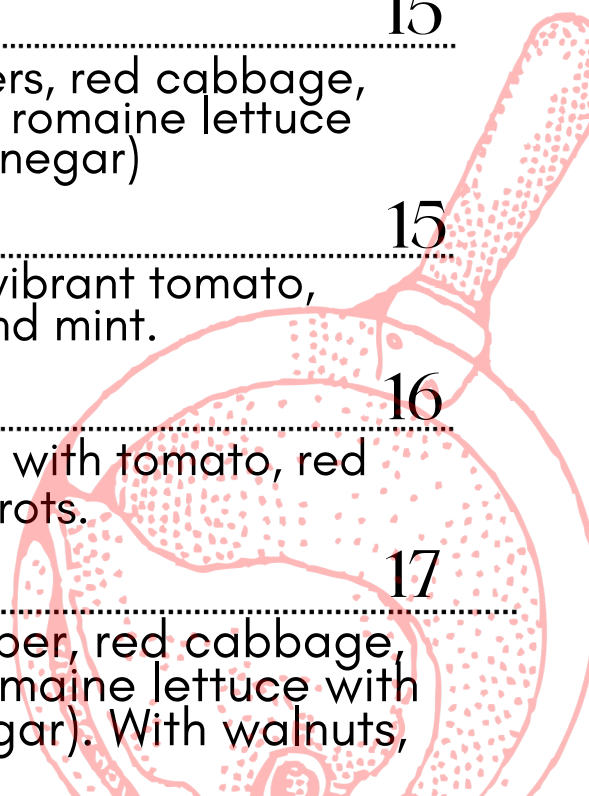 15
ers, red cabbage,
romaine lettuce
negar)
15
vibrant tomato,
nd mint.
16
with tomato, red
rots.
17
ber, red cabbage,
maine lettuce with
gar). With walnuts,